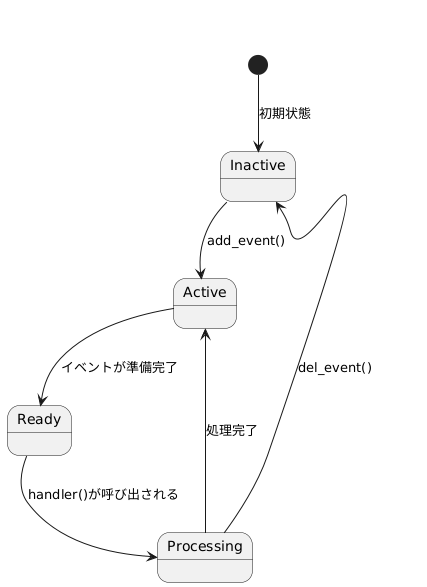 初期状態
Inactive
add_event()
Active
イベントが準備完了
del_event()
Ready
処理完了
handler()が呼び出される
Processing